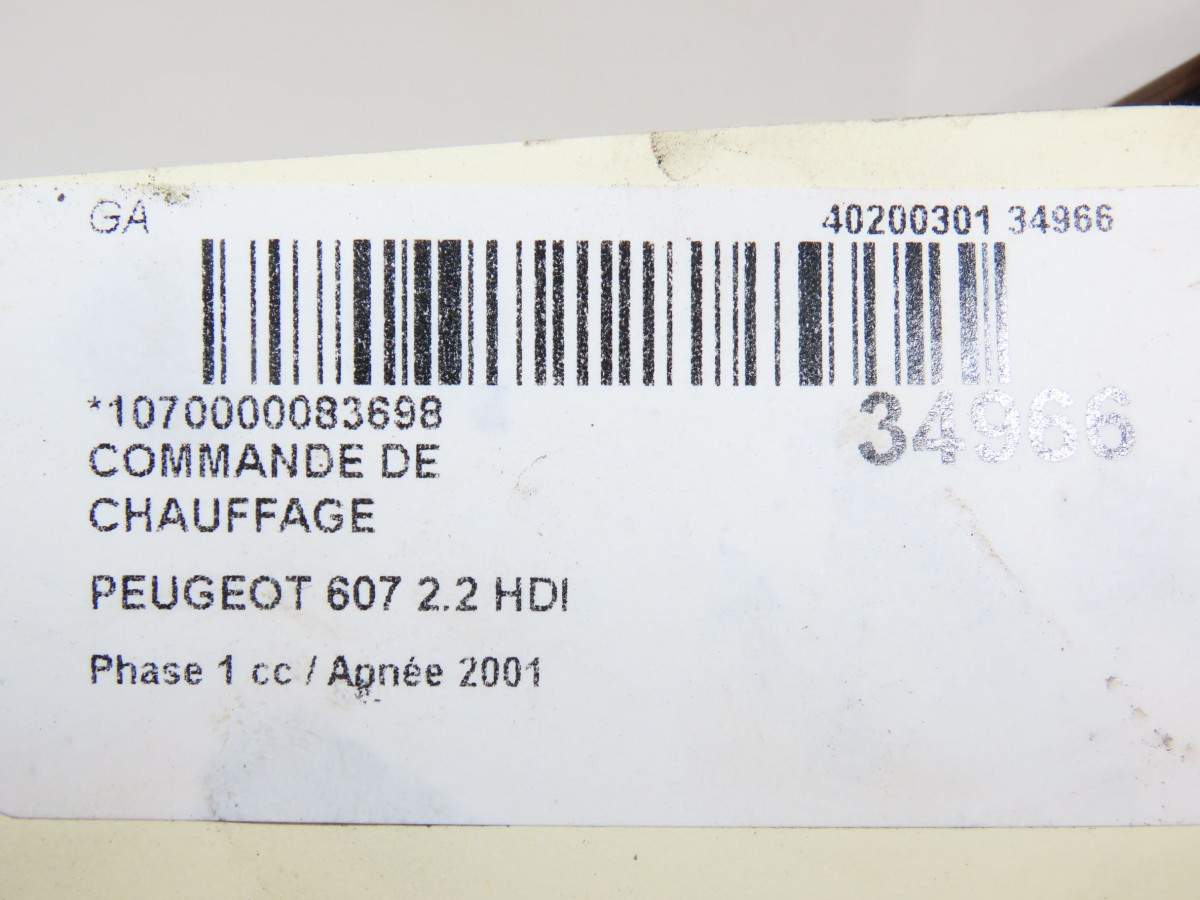 GA
40200301 34966
*1070000083698
34966
COMMANDE DE
CHAUFFAGE
PEUGEOT 607 2.2 HDI
Phase 1 cc / Année 2001